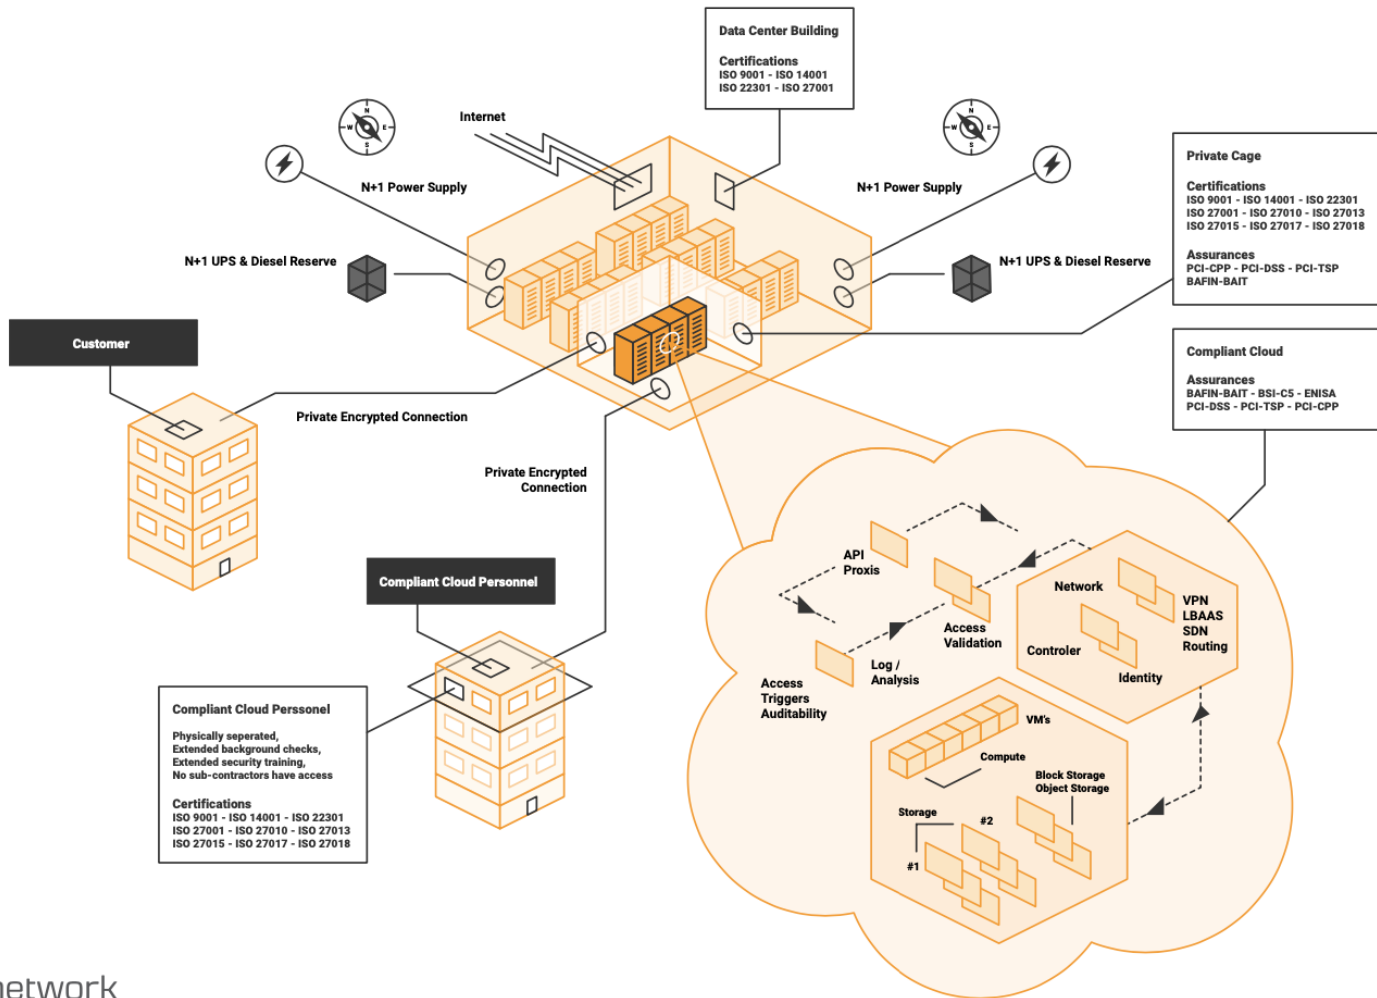 Data Center Building
Certifications
ISO 9001 - ISO 14001
ISO 22301 - ISO 27001
Internet
N
W E
S
N
W E
S
N+1 Power Supply
N+1 Power Supply
N+1 UPS & Diesel Reserve
N+1 UPS & Diesel Reserve
Private Cage
Certifications
ISO 9001 - ISO 14001 - ISO 22301
ISO 27001 - ISO 27010 - ISO 27013
ISO 27015 - ISO 27017 - ISO 27018
Assurances
PCI-CPP - PCI-DSS - PCI-TSP
BAFIN-BAIT
Customer
Compliant Cloud
Assurances
BAFIN-BAIT - BSI-C5 - ENISA
PCI-DSS - PCI-TSP - PCI-CPP
Private Encrypted Connection
Private Encrypted
Connection
Compliant Cloud Personnel
API
Proxis
Access
Validation
Log /
Analysis
Access
Triggers
Auditability
Network
VPN
LBAAS
SDN
Routing
Controler
Identity
Compliant Cloud Perssonel
Physically seperated,
Extended background checks,
Extended security training,
No sub-contractors have access
Certifications
ISO 9001 - ISO 14001 - ISO 22301
ISO 27001 - ISO 27010 - ISO 27013
ISO 27015 - ISO 27017 - ISO 27018
VM's
Compute
Block Storage
Object Storage
Storage
#2
#1
network